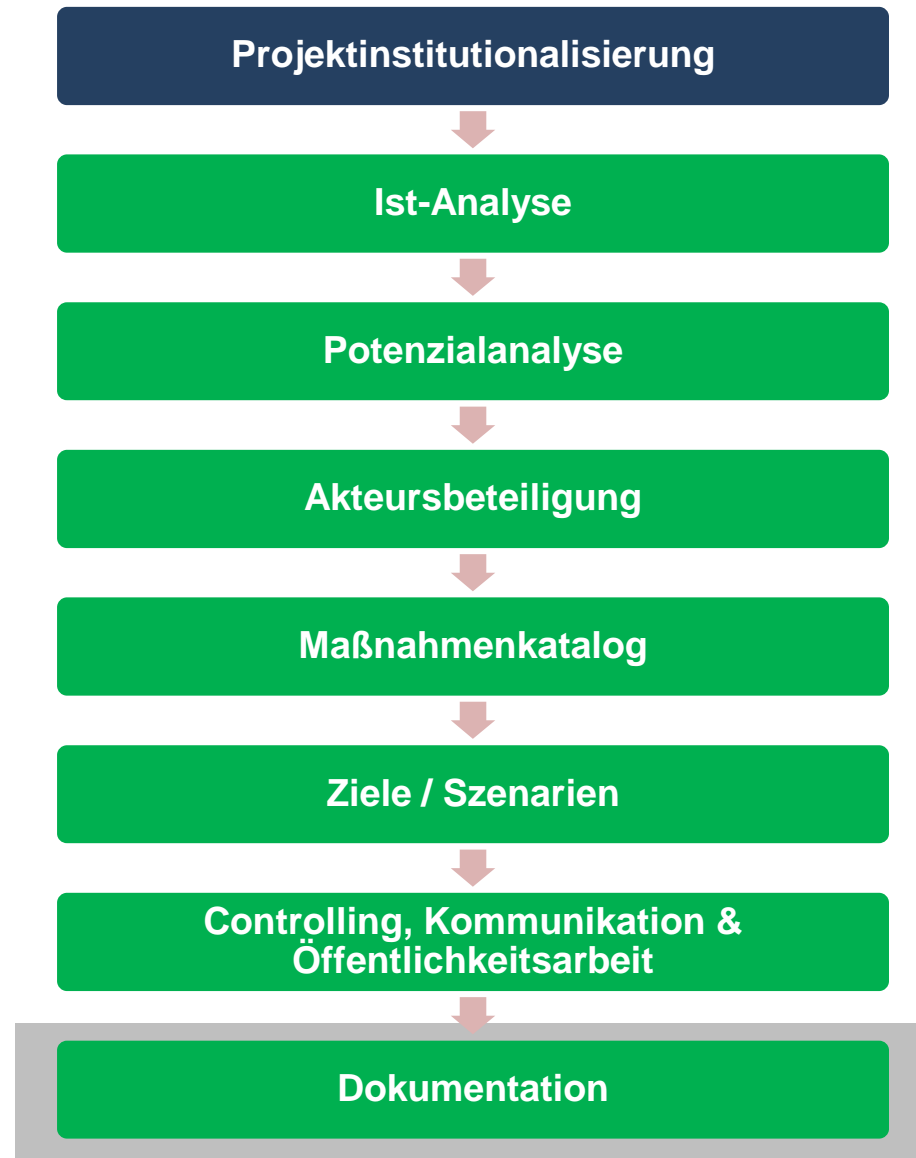 Projektinstitutionalisierung
Ist-Analyse
Potenzialanalyse
Akteursbeteiligung
Maßnahmenkatalog
Ziele / Szenarien
Controlling, Kommunikation &
Öffentlichkeitsarbeit
Dokumentation